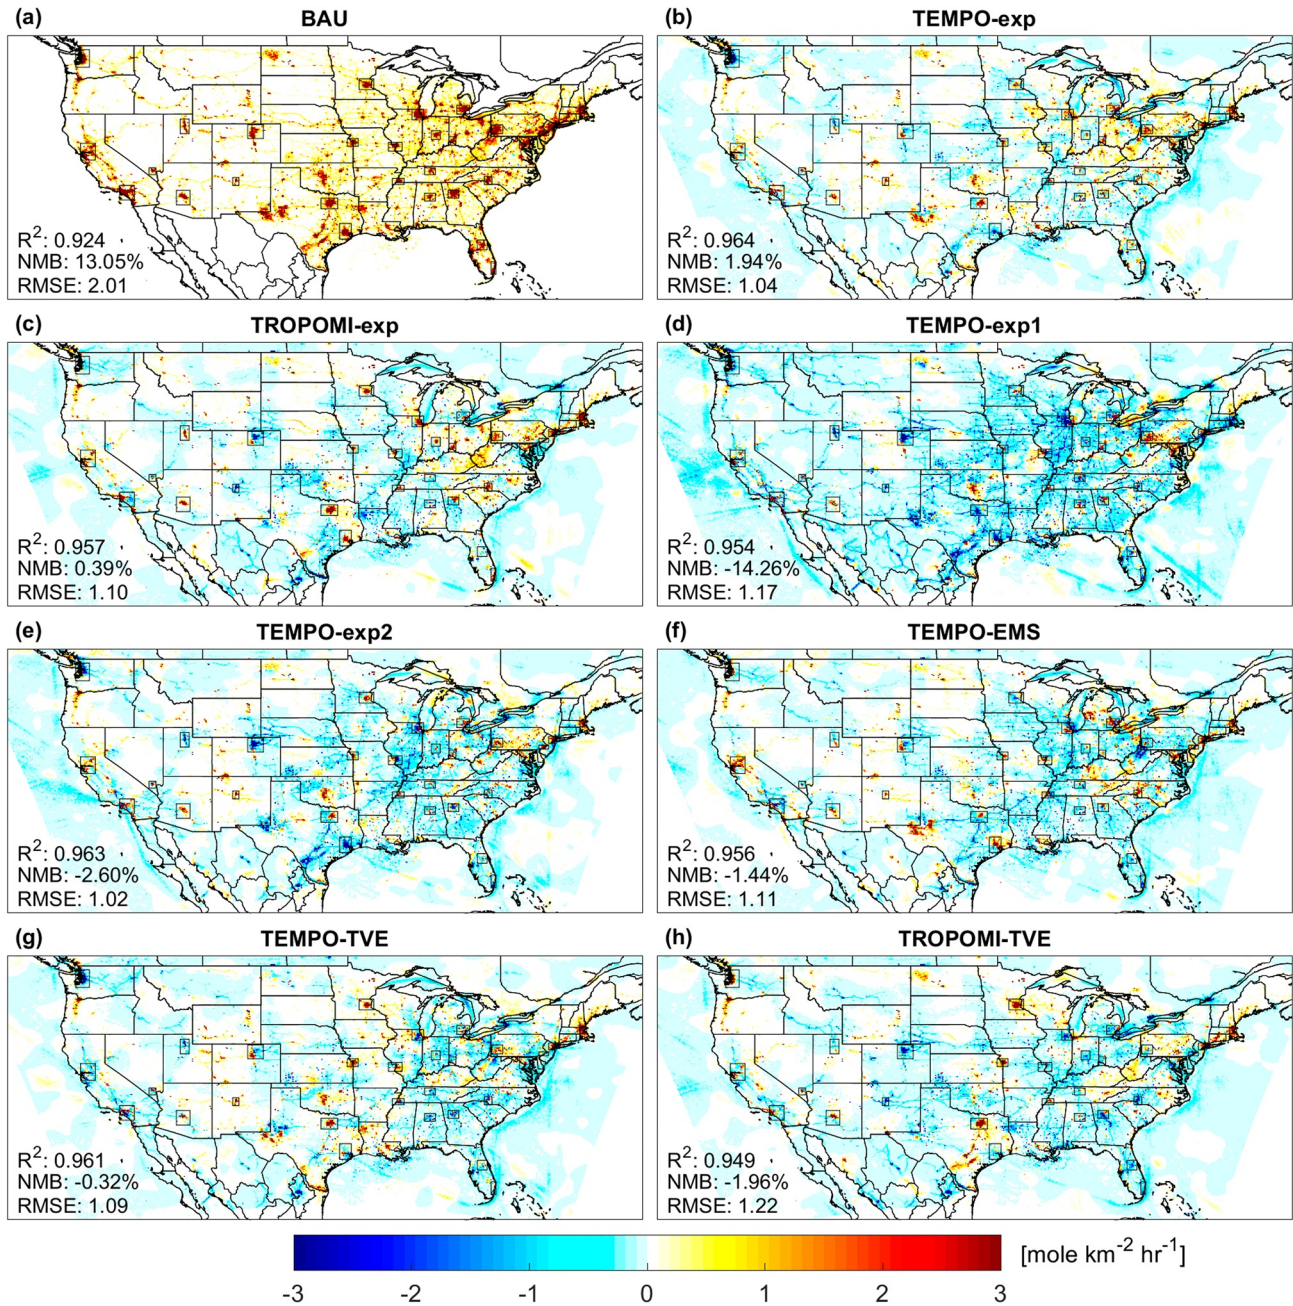 (a) BAU
R²: 0.924
NMB: 13.05%
RMSE: 2.01
(b) TEMPO-exp
R²: 0.964
NMB: 1.94%
RMSE: 1.04
(c) TROPOMI-exp
R²: 0.957
NMB: 0.39%
RMSE: 1.10
(d) TEMPO-exp1
R²: 0.954
NMB: -14.26%
RMSE: 1.17
(e) TEMPO-exp2
R²: 0.963
NMB: -2.60%
RMSE: 1.02
(f) TEMPO-EMS
R²: 0.956
NMB: -1.44%
RMSE: 1.11
(g) TEMPO-TVE
R²: 0.961
NMB: -0.32%
RMSE: 1.09
(h) TROPOMI-TVE
R²: 0.949
NMB: -1.96%
RMSE: 1.22
[mole km⁻² hr⁻¹]
-3 -2 -1 0 1 2 3